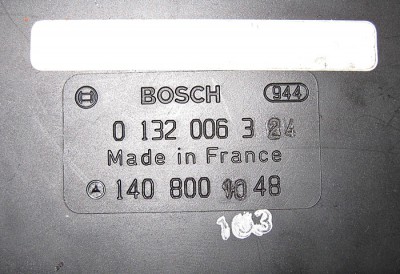 BOSCH 944
0 132 006 3 24
Made in France
140 800 10 48
103